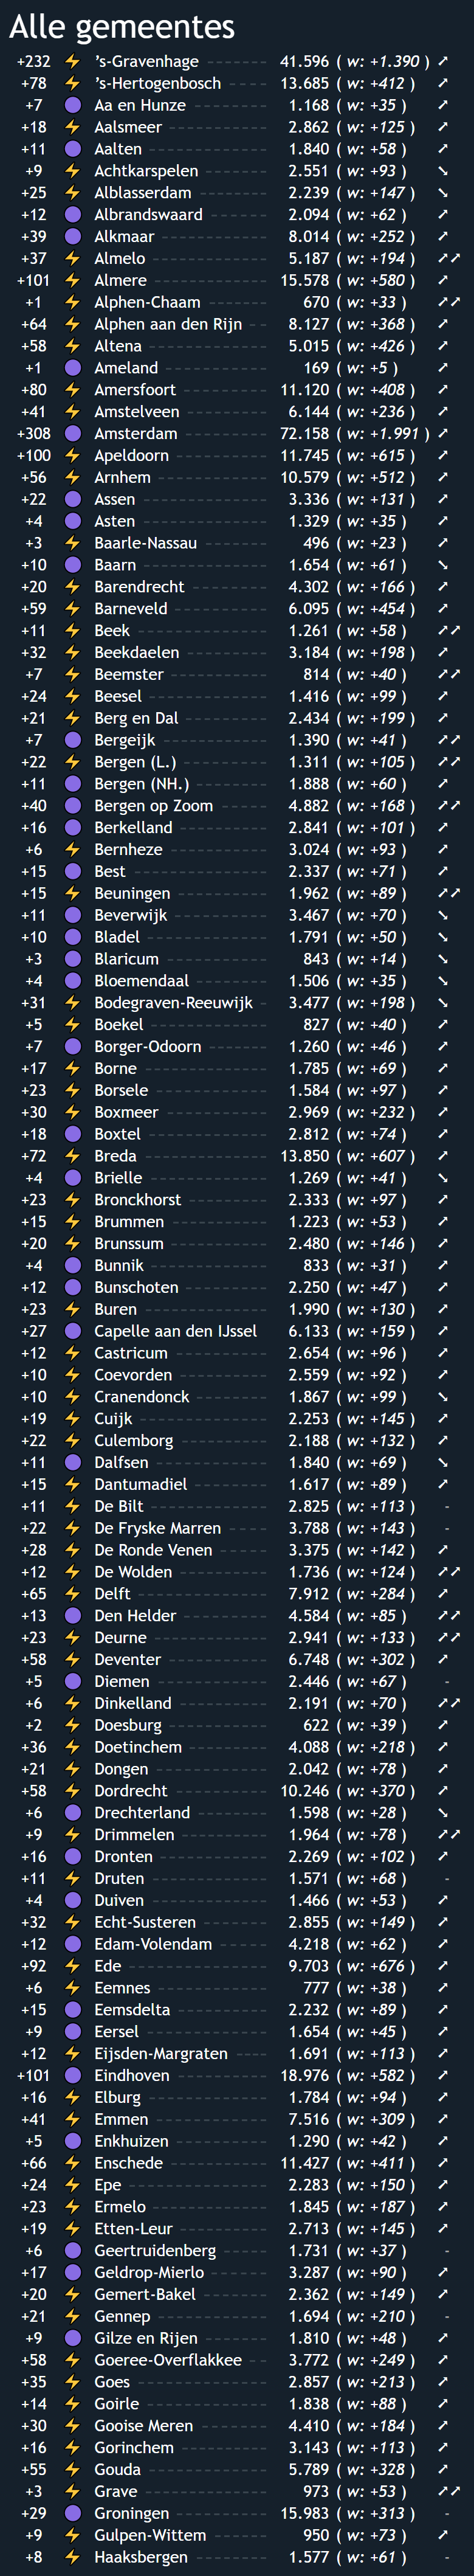 Alle gemeentes
+232 ⚡ ’s-Gravenhage 41.596 ( w: +1.390 ) ➚
+78 ⚡ ’s-Hertogenbosch 13.685 ( w: +412 ) ➚
+7 🟣 Aa en Hunze 1.168 ( w: +35 ) ➚
+18 ⚡ Aalsmeer 2.862 ( w: +125 ) ➚
+11 🟣 Aalten 1.840 ( w: +58 ) ➚
+9 ⚡ Achtkarspelen 2.551 ( w: +93 ) ➘
+25 ⚡ Alblasserdam 2.239 ( w: +147 ) ➘
+12 🟣 Albrandswaard 2.094 ( w: +62 ) ➚
+39 🟣 Alkmaar 8.014 ( w: +252 ) ➚
+37 ⚡ Almelo 5.187 ( w: +194 ) ➚➚
+101 ⚡ Almere 15.578 ( w: +580 ) ➚
+1 ⚡ Alphen-Chaam 670 ( w: +33 ) ➚➚
+64 ⚡ Alphen aan den Rijn 8.127 ( w: +368 ) ➚
+58 ⚡ Altena 5.015 ( w: +426 ) ➚
+1 🟣 Ameland 169 ( w: +5 ) ➚
+80 ⚡ Amersfoort 11.120 ( w: +408 ) ➚
+41 ⚡ Amstelveen 6.144 ( w: +236 ) ➚
+308 🟣 Amsterdam 72.158 ( w: +1.991 ) ➚
+100 ⚡ Apeldoorn 11.745 ( w: +615 ) ➚
+56 ⚡ Arnhem 10.579 ( w: +512 ) ➚
+22 🟣 Assen 3.336 ( w: +131 ) ➚
+4 🟣 Asten 1.329 ( w: +35 ) ➚
+3 ⚡ Baarle-Nassau 496 ( w: +23 ) ➚
+10 🟣 Baarn 1.654 ( w: +61 ) ➘
+20 ⚡ Barendrecht 4.302 ( w: +166 ) ➚
+59 ⚡ Barneveld 6.095 ( w: +454 ) ➚
+11 ⚡ Beek 1.261 ( w: +58 ) ➚➚
+32 ⚡ Beekdaelen 3.184 ( w: +198 ) ➚
+7 ⚡ Beemster 814 ( w: +40 ) ➚➚
+24 ⚡ Beesel 1.416 ( w: +99 ) ➚
+21 ⚡ Berg en Dal 2.434 ( w: +199 ) ➚
+7 🟣 Bergeijk 1.390 ( w: +41 ) ➚➚
+22 ⚡ Bergen (L.) 1.311 ( w: +105 ) ➚➚
+11 🟣 Bergen (NH.) 1.888 ( w: +60 ) ➚
+40 🟣 Bergen op Zoom 4.882 ( w: +168 ) ➚➚
+16 🟣 Berkelland 2.841 ( w: +101 ) ➚
+6 ⚡ Bernheze 3.024 ( w: +93 ) ➚
+15 🟣 Best 2.337 ( w: +71 ) ➚
+15 ⚡ Beuningen 1.962 ( w: +89 ) ➚➚
+11 🟣 Beverwijk 3.467 ( w: +70 ) ➘
+10 🟣 Bladel 1.791 ( w: +50 ) ➘
+3 🟣 Blaricum 843 ( w: +14 ) ➘
+4 🟣 Bloemendaal 1.506 ( w: +35 ) ➘
+31 ⚡ Bodegraven-Reeuwijk 3.477 ( w: +198 ) ➘
+5 ⚡ Boekel 827 ( w: +40 ) ➚
+7 🟣 Borger-Odoorn 1.260 ( w: +46 ) ➚
+17 ⚡ Borne 1.785 ( w: +69 ) ➚
+23 ⚡ Borsele 1.584 ( w: +97 ) ➚
+30 ⚡ Boxmeer 2.969 ( w: +232 ) ➚
+18 🟣 Boxtel 2.812 ( w: +74 ) ➚
+72 ⚡ Breda 13.850 ( w: +607 ) ➚
+4 🟣 Brielle 1.269 ( w: +41 ) ➘
+23 ⚡ Bronckhorst 2.333 ( w: +97 ) ➚
+15 ⚡ Brummen 1.223 ( w: +53 ) ➚
+20 ⚡ Brunssum 2.480 ( w: +146 ) ➚
+4 🟣 Bunnik 833 ( w: +31 ) ➚
+12 🟣 Bunschoten 2.250 ( w: +47 ) ➚
+23 ⚡ Buren 1.990 ( w: +130 ) ➚
+27 🟣 Capelle aan den IJssel 6.133 ( w: +159 ) ➚
+12 ⚡ Castricum 2.654 ( w: +96 ) ➚
+10 ⚡ Coevorden 2.559 ( w: +92 ) ➚
+10 ⚡ Cranendonck 1.867 ( w: +99 ) ➘
+19 ⚡ Cuijk 2.253 ( w: +145 ) ➚
+22 ⚡ Culemborg 2.188 ( w: +132 ) ➚
+11 🟣 Dalfsen 1.840 ( w: +69 ) ➘
+15 ⚡ Dantumadiel 1.617 ( w: +89 ) ➚
+11 ⚡ De Bilt 2.825 ( w: +113 ) -
+22 ⚡ De Fryske Marren 3.788 ( w: +143 ) -
+28 ⚡ De Ronde Venen 3.375 ( w: +142 ) ➚
+12 ⚡ De Wolden 1.736 ( w: +124 ) ➚➚
+65 ⚡ Delft 7.912 ( w: +284 ) ➚
+13 🟣 Den Helder 4.584 ( w: +85 ) ➚➚
+23 ⚡ Deurne 2.941 ( w: +133 ) ➚➚
+58 ⚡ Deventer 6.748 ( w: +302 ) ➚
+5 🟣 Diemen 2.446 ( w: +67 ) -
+6 ⚡ Dinkelland 2.191 ( w: +70 ) ➚➚
+2 ⚡ Doesburg 622 ( w: +39 ) ➚
+36 ⚡ Doetinchem 4.088 ( w: +218 ) ➚
+21 ⚡ Dongen 2.042 ( w: +78 ) ➚
+58 ⚡ Dordrecht 10.246 ( w: +370 ) ➚
+6 🟣 Drechterland 1.598 ( w: +28 ) ➘
+9 ⚡ Drimmelen 1.964 ( w: +78 ) ➚➚
+16 🟣 Dronten 2.269 ( w: +102 ) ➚
+11 ⚡ Druten 1.571 ( w: +68 ) -
+4 🟣 Duiven 1.466 ( w: +53 ) ➚
+32 ⚡ Echt-Susteren 2.855 ( w: +149 ) ➚
+12 🟣 Edam-Volendam 4.218 ( w: +62 ) ➚
+92 ⚡ Ede 9.703 ( w: +676 ) ➚
+6 ⚡ Eemnes 777 ( w: +38 ) ➚
+15 🟣 Eemsdelta 2.232 ( w: +89 ) ➚
+9 🟣 Eersel 1.654 ( w: +45 ) ➚
+12 ⚡ Eijsden-Margraten 1.691 ( w: +113 ) ➚
+101 🟣 Eindhoven 18.976 ( w: +582 ) ➚
+16 ⚡ Elburg 1.784 ( w: +94 ) ➚
+41 ⚡ Emmen 7.516 ( w: +309 ) ➚
+5 🟣 Enkhuizen 1.290 ( w: +42 ) ➚
+66 ⚡ Enschede 11.427 ( w: +411 ) ➚
+24 ⚡ Epe 2.283 ( w: +150 ) ➚
+23 ⚡ Ermelo 1.845 ( w: +187 ) ➚
+19 ⚡ Etten-Leur 2.713 ( w: +145 ) ➚
+6 🟣 Geertruidenberg 1.731 ( w: +37 ) -
+17 🟣 Geldrop-Mierlo 3.287 ( w: +90 ) ➚
+20 ⚡ Gemert-Bakel 2.362 ( w: +149 ) ➚
+21 ⚡ Gennep 1.694 ( w: +210 ) -
+9 🟣 Gilze en Rijen 1.810 ( w: +48 ) ➚
+58 ⚡ Goeree-Overflakkee 3.772 ( w: +249 ) ➚
+35 ⚡ Goes 2.857 ( w: +213 ) ➚
+14 ⚡ Goirle 1.838 ( w: +88 ) ➚
+30 ⚡ Gooise Meren 4.410 ( w: +184 ) ➚
+16 ⚡ Gorinchem 3.143 ( w: +113 ) ➚
+55 ⚡ Gouda 5.789 ( w: +328 ) ➚
+3 ⚡ Grave 973 ( w: +53 ) ➚➚
+29 🟣 Groningen 15.983 ( w: +313 ) -
+9 ⚡ Gulpen-Wittem 950 ( w: +73 ) ➚
+8 ⚡ Haaksbergen 1.577 ( w: +61 ) -